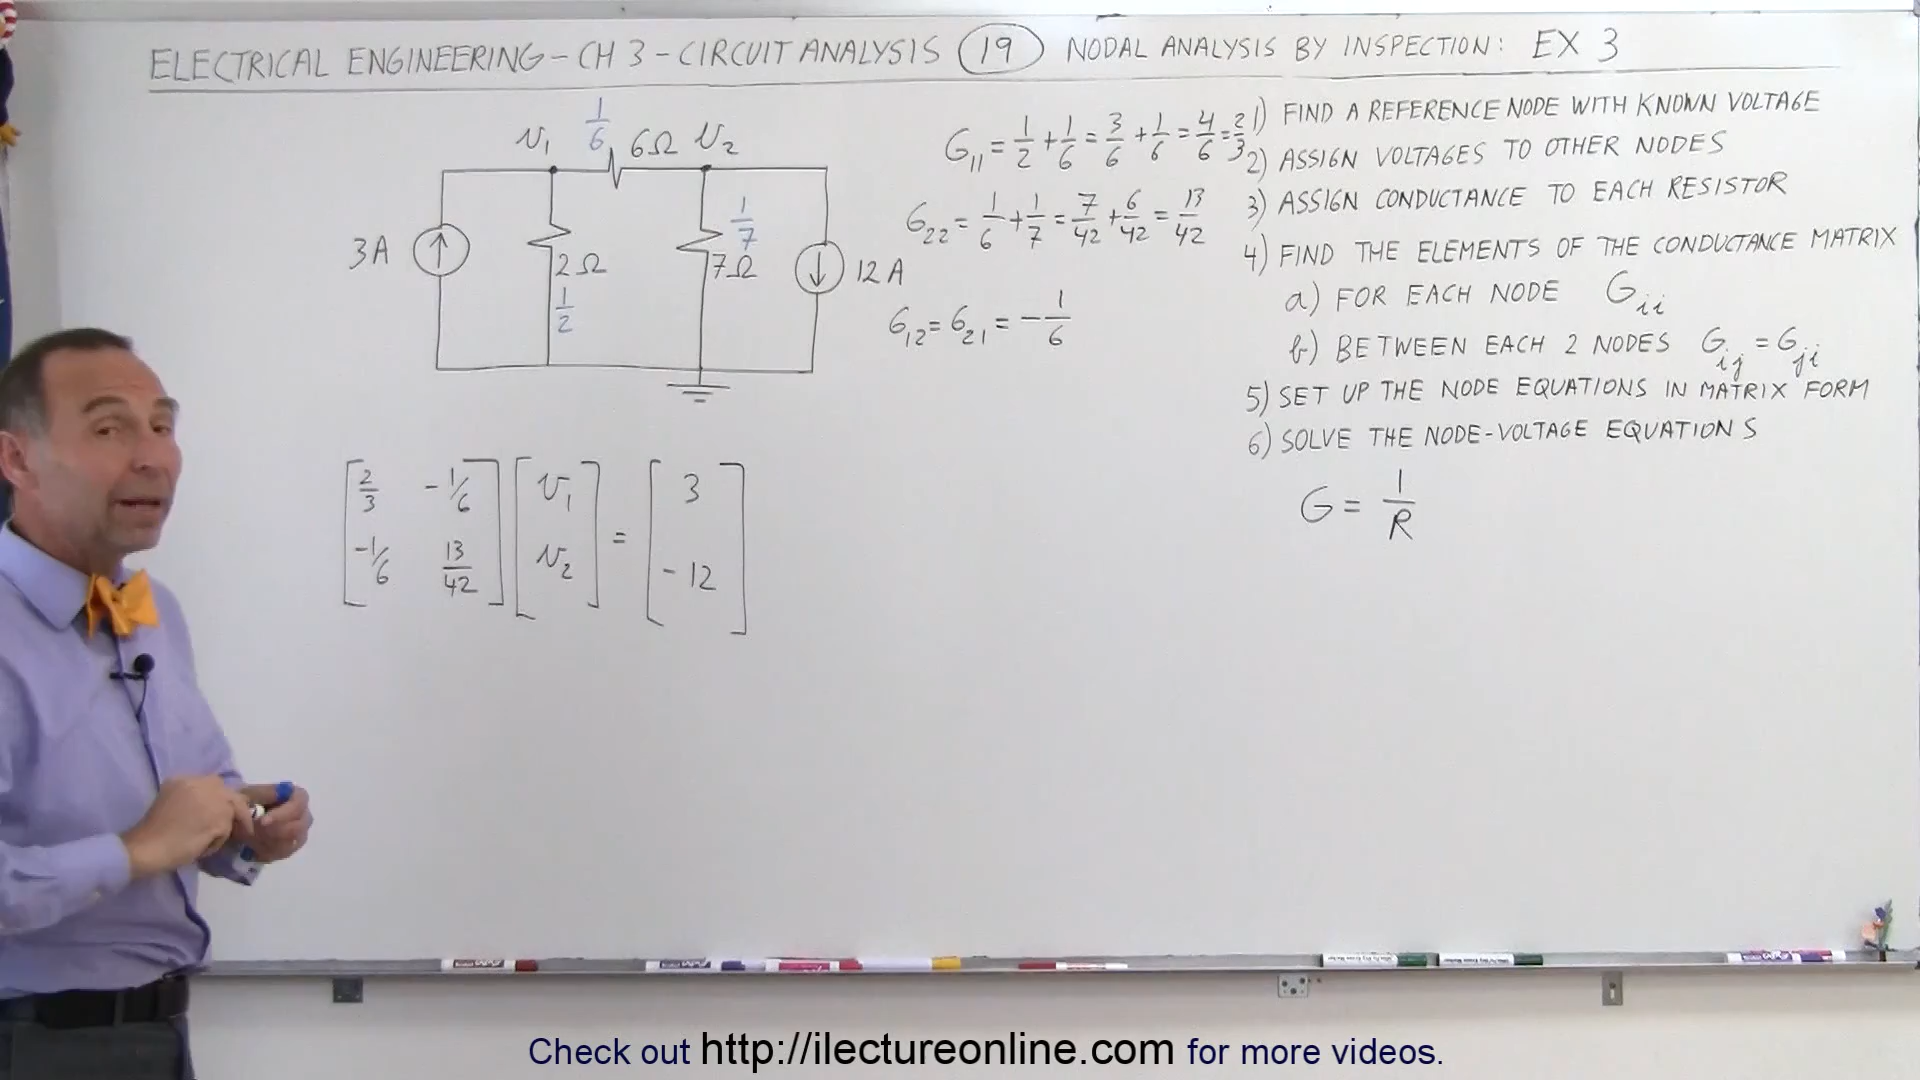 ELECTRICAL ENGINEERING - CH 3 - CIRCUIT ANALYSIS 19 NODAL ANALYSIS BY INSPECTION: EX 3
v₁ 1/6 6Ω v₂
3A
2Ω
1/2
1/7
7Ω
12A
G₁₁ = 1/2 + 1/6 = 3/6 + 1/6 = 4/6 = 2/3
G₂₂ = 1/6 + 1/7 = 7/42 + 6/42 = 13/42
G₁₂ = G₂₁ = -1/6
1) FIND A REFERENCE NODE WITH KNOWN VOLTAGE
2) ASSIGN VOLTAGES TO OTHER NODES
3) ASSIGN CONDUCTANCE TO EACH RESISTOR
4) FIND THE ELEMENTS OF THE CONDUCTANCE MATRIX
a) FOR EACH NODE Gᵢᵢ
b) BETWEEN EACH 2 NODES Gᵢⱼ = Gⱼᵢ
5) SET UP THE NODE EQUATIONS IN MATRIX FORM
6) SOLVE THE NODE-VOLTAGE EQUATIONS
G = 1/R
[2/3 -1/6] [v₁] = [3]
[-1/6 13/42] [v₂] [-12]
Check out http://ilectureonline.com for more videos.